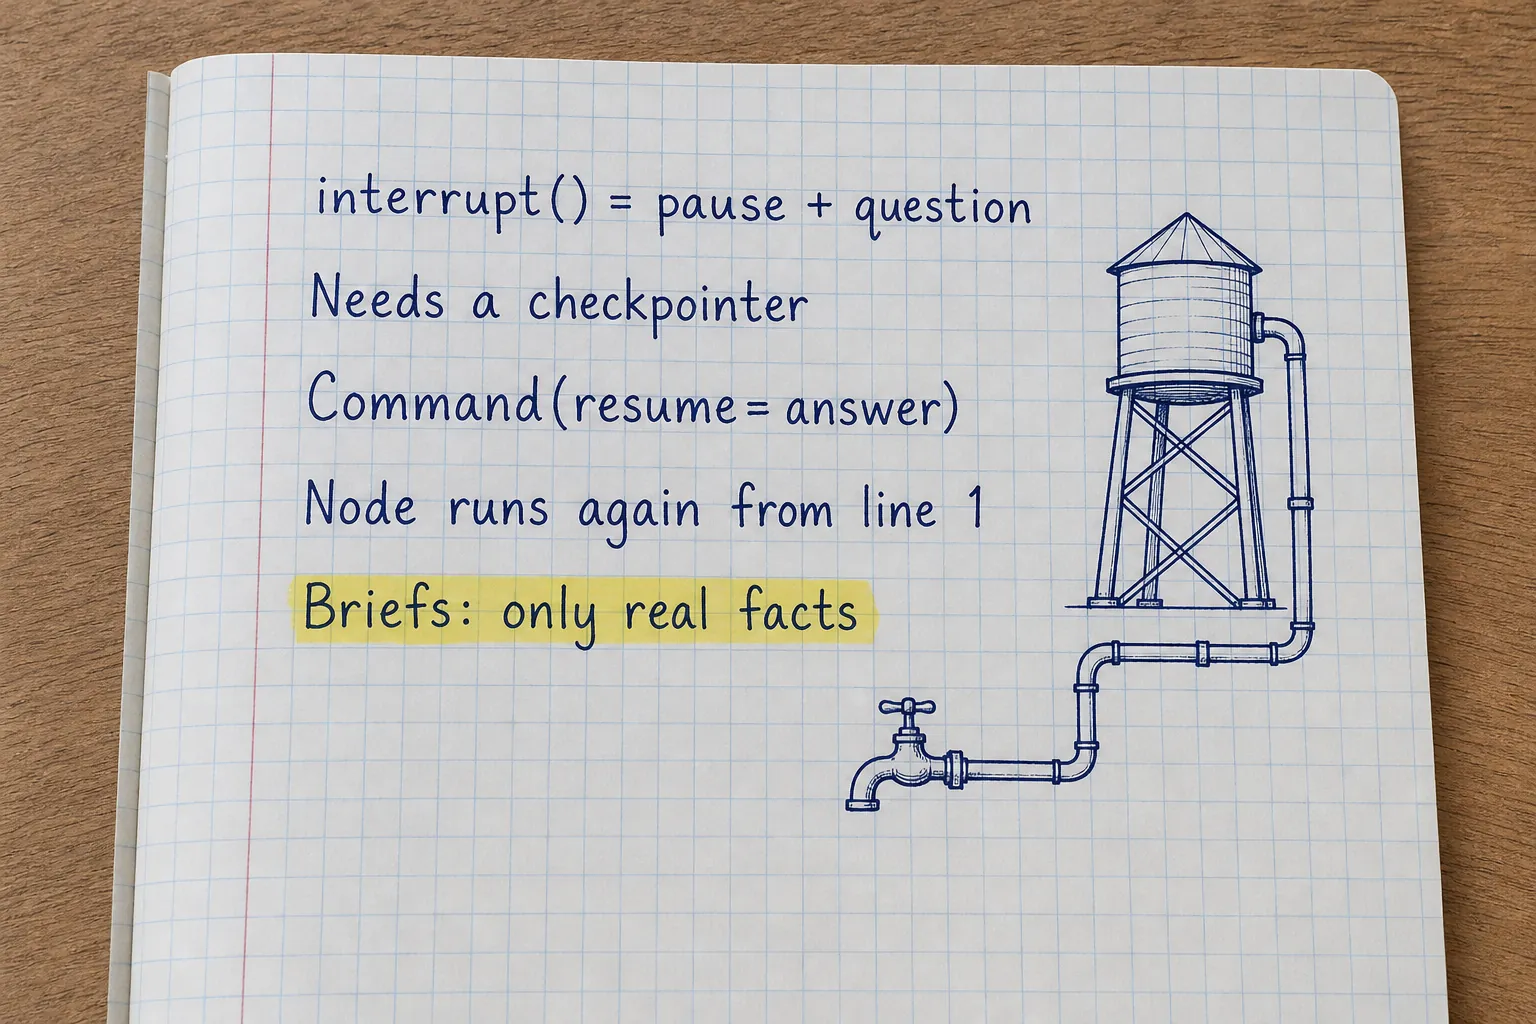 interrupt() = pause + question
Needs a checkpointer
Command(resume = answer)
Node runs again from line 1
Briefs: only real facts